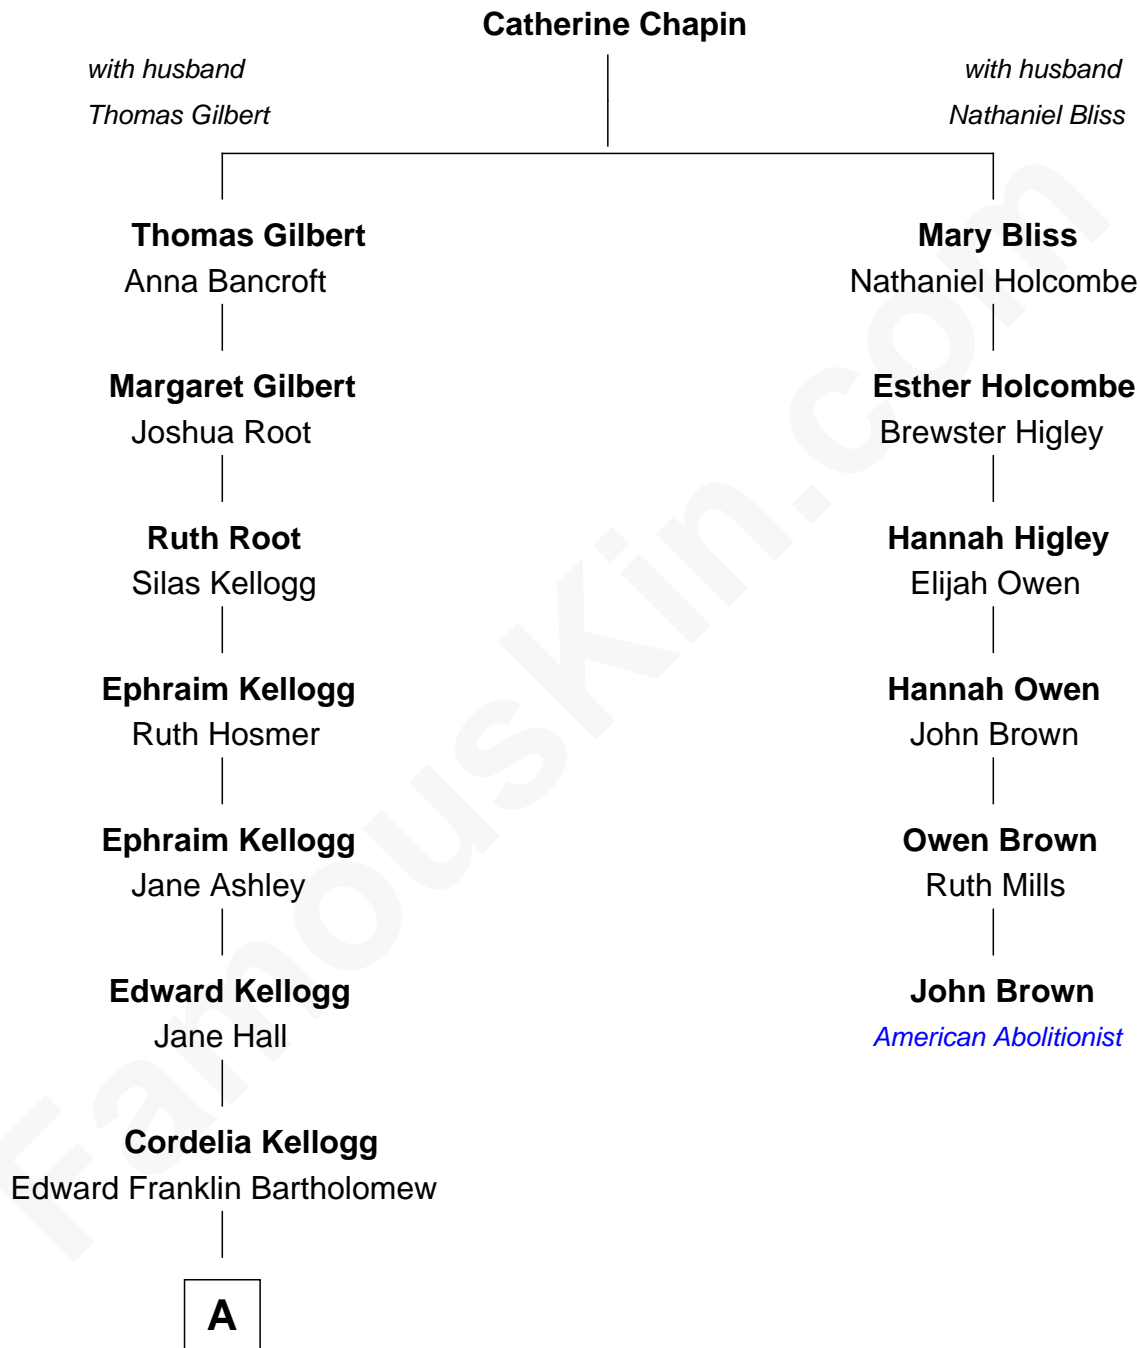 Catherine Chapin
with husband
Thomas Gilbert
with husband
Nathaniel Bliss
Thomas Gilbert
Anna Bancroft
Margaret Gilbert
Joshua Root
Ruth Root
Silas Kellogg
Ephraim Kellogg
Ruth Hosmer
Ephraim Kellogg
Jane Ashley
Edward Kellogg
Jane Hall
Cordelia Kellogg
Edward Franklin Bartholomew
A
Mary Bliss
Nathaniel Holcombe
Esther Holcombe
Brewster Higley
Hannah Higley
Elijah Owen
Hannah Owen
John Brown
Owen Brown
Ruth Mills
John Brown
American Abolitionist
FamousKin.com